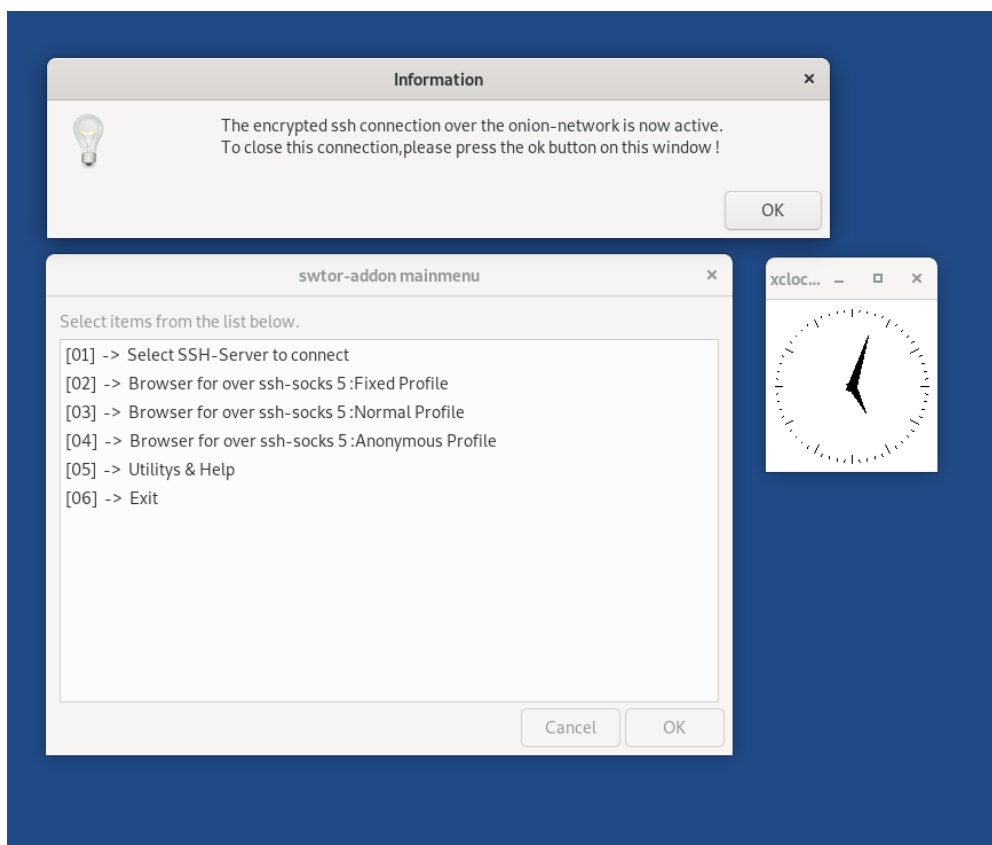 Information
The encrypted ssh connection over the onion-network is now active.
To close this connection,please press the ok button on this window !
OK
swtor-addon mainmenu
xcloc...
Select items from the list below.
[01] -> Select SSH-Server to connect
[02] -> Browser for over ssh-socks 5 :Fixed Profile
[03] -> Browser for over ssh-socks 5 :Normal Profile
[04] -> Browser for over ssh-socks 5 :Anonymous Profile
[05] -> Utilitys & Help
[06] -> Exit
Cancel
OK